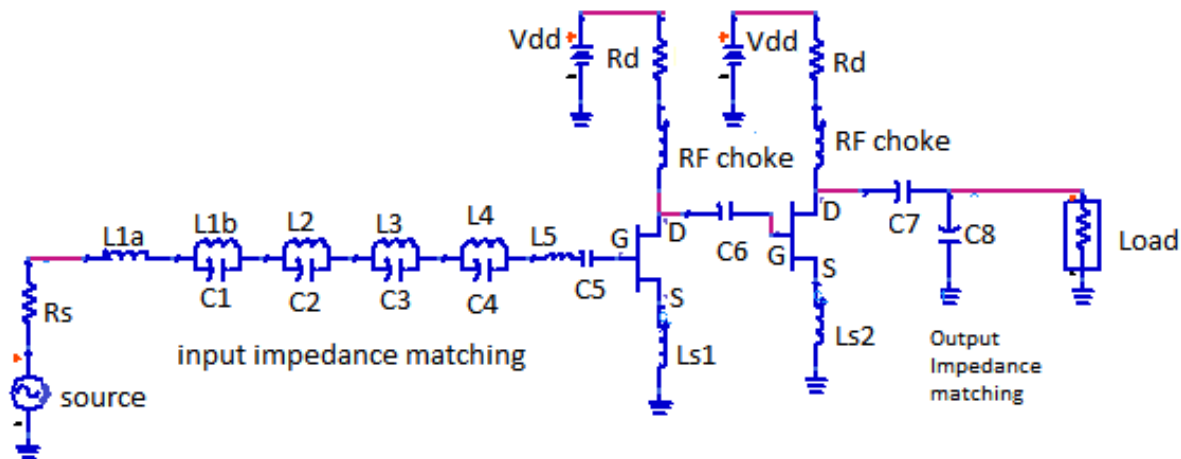 Vdd
Rd
Vdd
Rd
RF choke
RF choke
L1a
L1b
L2
L3
L4
L5
G
D
C6
G
D
C7
C8
Load
C1
C2
C3
C4
C5
S
S
Rs
input impedance matching
Ls1
Ls2
Output
Impedance
matching
source